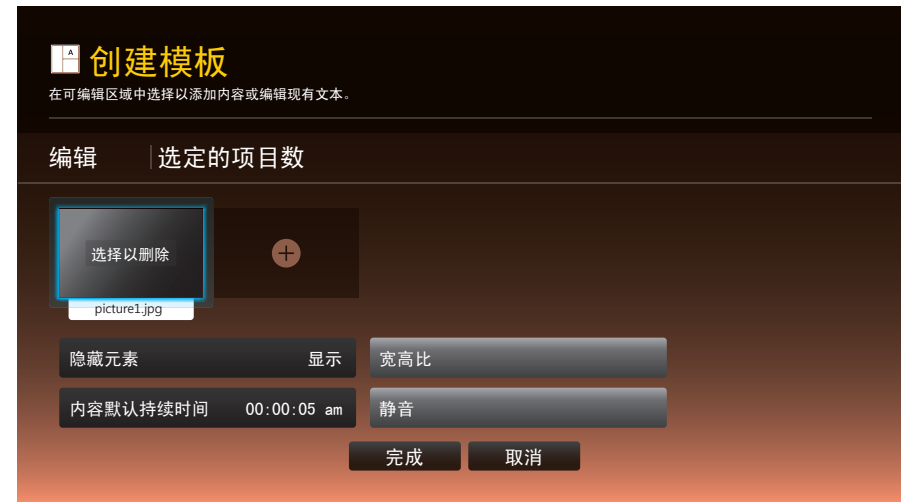 A
创建模板
在可编辑区域中选择以添加内容或编辑现有文本。
编辑 选定的项目数
选择以删除
picture1.jpg
隐藏元素 显示 宽高比
内容默认持续时间 00:00:05 am 静音
完成 取消